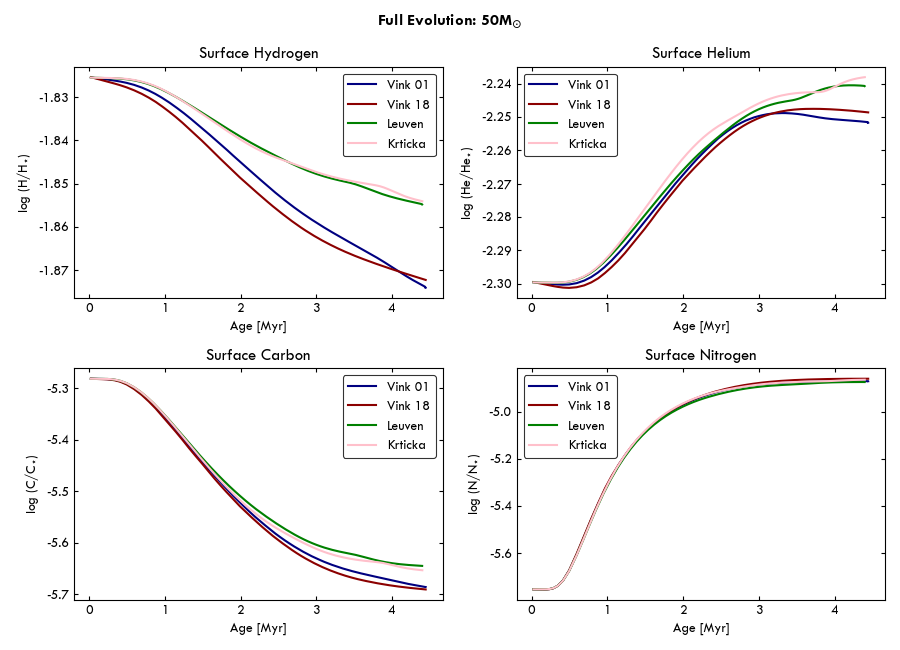 Full Evolution: 50M⊙
Surface Hydrogen
log (H/H⋆)
-1.83
-1.84
-1.85
-1.86
-1.87
0 1 2 3 4
Age [Myr]
Vink 01
Vink 18
Leuven
Krticka
Surface Helium
log (He/He⋆)
-2.24
-2.25
-2.26
-2.27
-2.28
-2.29
-2.30
0 1 2 3 4
Age [Myr]
Vink 01
Vink 18
Leuven
Krticka
Surface Carbon
log (C/C⋆)
-5.3
-5.4
-5.5
-5.6
-5.7
0 1 2 3 4
Age [Myr]
Vink 01
Vink 18
Leuven
Krticka
Surface Nitrogen
log (N/N⋆)
-5.0
-5.2
-5.4
-5.6
0 1 2 3 4
Age [Myr]
Vink 01
Vink 18
Leuven
Krticka